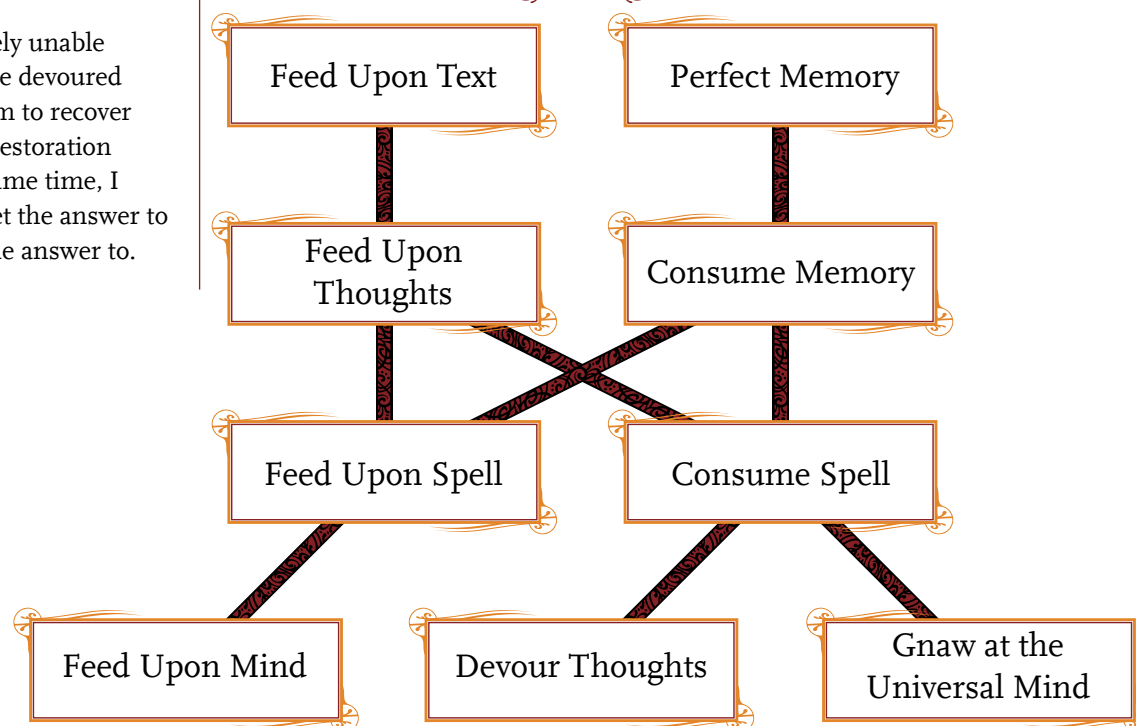 ely unable
e devoured
m to recover
estoration
me time, I
et the answer to
e answer to.
Feed Upon Text
Perfect Memory
Feed Upon
Thoughts
Consume Memory
Feed Upon Spell
Consume Spell
Feed Upon Mind
Devour Thoughts
Gnaw at the
Universal Mind